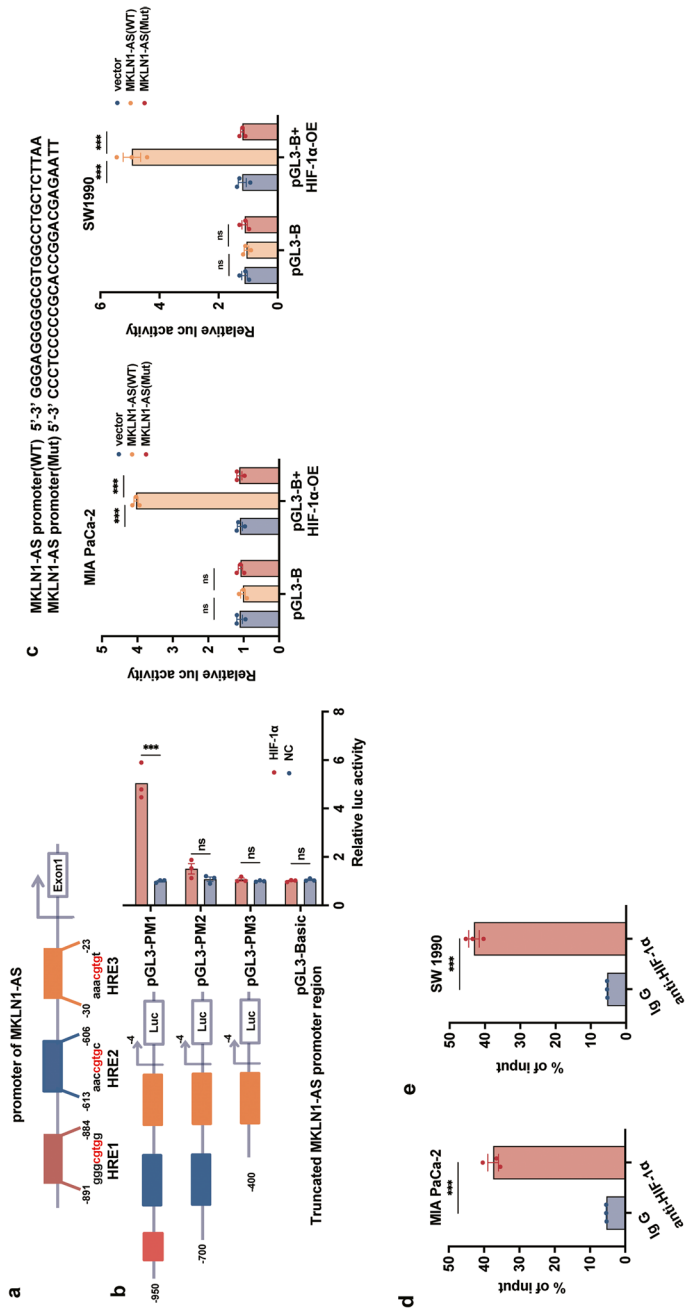 a
promoter of MKLN1-AS
Exon1
-891 -884 -613 -606 -30 -23
gggcgtgg aaccgtgc aaacgtgt
HRE1 HRE2 HRE3
b
-950 -4 Luc pGL3-PM1 ***
-700 -4 Luc pGL3-PM2 ns
-400 -4 Luc pGL3-PM3 ns
pGL3-Basic ns
HIF-1α
NC
0 2 4 6 8
Relative luc activity
Truncated MKLN1-AS promoter region
c
MKLN1-AS promoter(WT) 5'-3' GGGAGGGGGCGTGGCCTGCTCTTAA
MKLN1-AS promoter(Mut) 5'-3' CCCTCCCCCGCACCGGACGAGAATT
MIA PaCa-2
vector
MKLN1-AS(WT)
MKLN1-AS(Mut)
Relative luc activity
5
4
3
2
1
0
ns ns *** ***
pGL3-B pGL3-B+
HIF-1α-OE
SW1990
vector
MKLN1-AS(WT)
MKLN1-AS(Mut)
Relative luc activity
6
4
2
0
ns ns *** ***
pGL3-B pGL3-B+
HIF-1α-OE
d
MIA PaCa-2
***
% of input
50
40
30
20
10
0
Ig G
anti-HIF-1α
e
SW 1990
***
% of input
50
40
30
20
10
0
Ig G
anti-HIF-1α